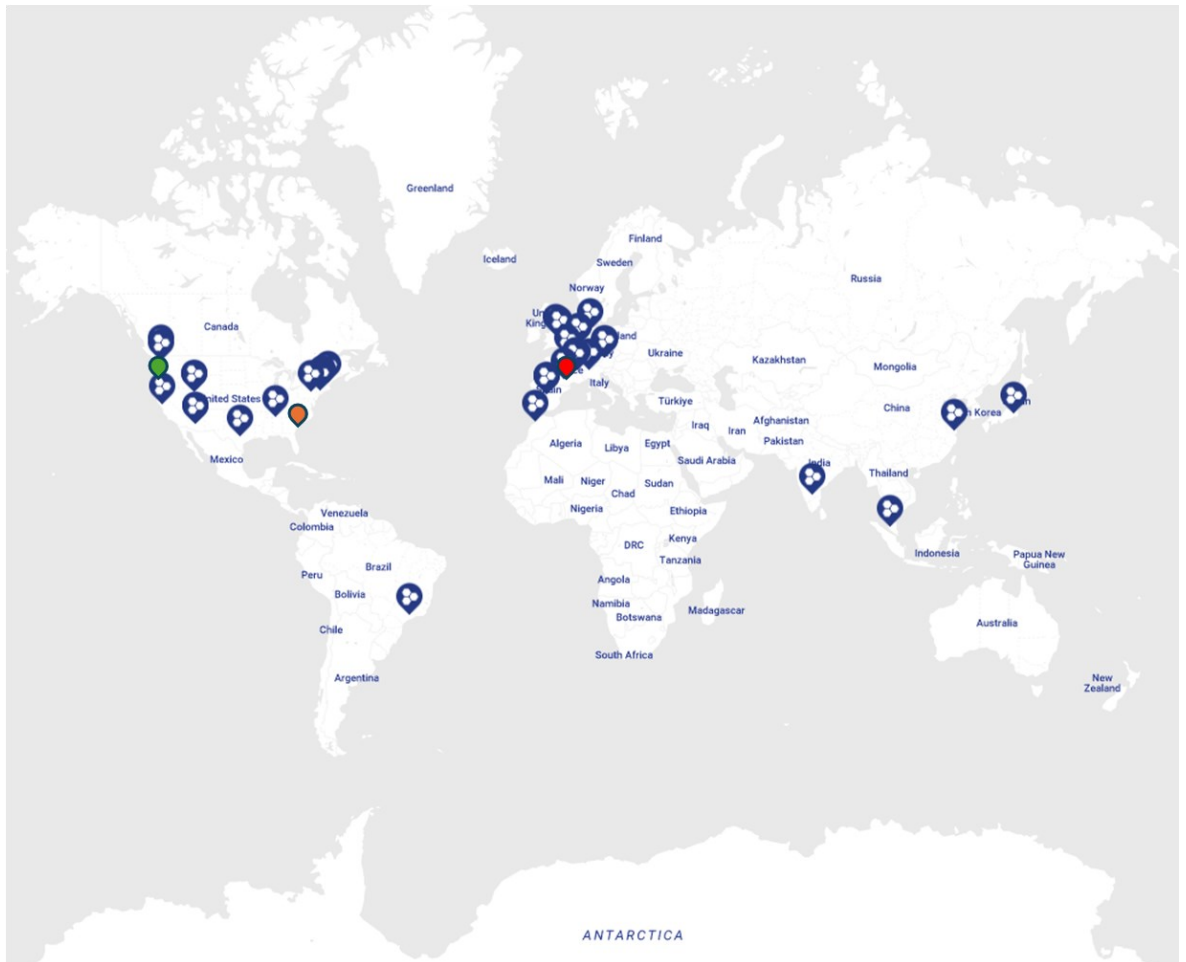 Greenland
Finland
Iceland
Sweden
Russia
Norway
Canada
Ukraine
Kazakhstan
Mongolia
Italy
United States
Türkiye
China
Afghanistan
Iraq
Iran
Pakistan
Algeria
Libya
Egypt
Saudi Arabia
India
Mexico
Thailand
Mali
Niger
Sudan
Chad
Nigeria
Ethiopia
Venezuela
Colombia
DRC
Kenya
Tanzania
Indonesia
Papua New
Guinea
Brazil
Peru
Bolivia
Angola
Namibia
Botswana
Madagascar
Chile
Australia
South Africa
Argentina
New
Zealand
ANTARCTICA